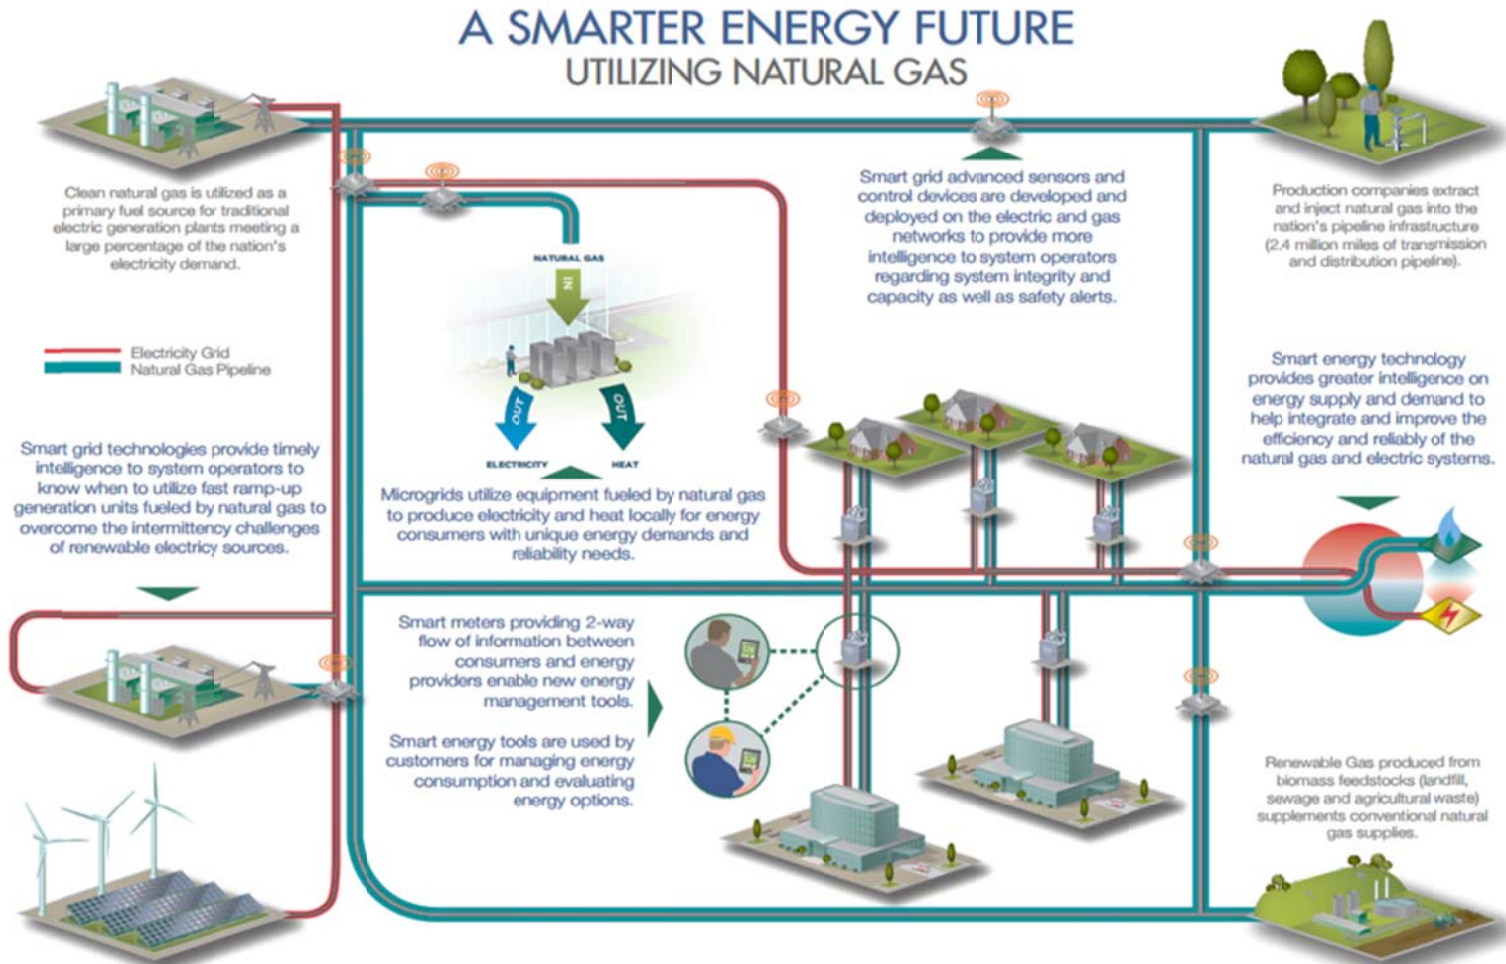 A SMARTER ENERGY FUTURE
UTILIZING NATURAL GAS
Clean natural gas is utilized as a
primary fuel source for traditional
electric generation plants meeting a
large percentage of the nation's
electricity demand.
Electricity Grid
Natural Gas Pipeline
Smart grid technologies provide timely
intelligence to system operators to
know when to utilize fast ramp-up
generation units fueled by natural gas to
overcome the intermittency challenges
of renewable electricy sources.
NATURAL GAS
IN
OUT
OUT
ELECTRICITY
HEAT
Microgrids utilize equipment fueled by natural gas
to produce electricity and heat locally for energy
consumers with unique energy demands and
reliability needs.
Smart meters providing 2-way
flow of information between
consumers and energy
providers enable new energy
management tools.
Smart energy tools are used by
customers for managing energy
consumption and evaluating
energy options.
Smart grid advanced sensors and
control devices are developed and
deployed on the electric and gas
networks to provide more
intelligence to system operators
regarding system integrity and
capacity as well as safety alerts.
Production companies extract
and inject natural gas into the
nation's pipeline infrastructure
(2.4 million miles of transmission
and distribution pipeline).
Smart energy technology
provides greater intelligence on
energy supply and demand to
help integrate and improve the
efficiency and reliably of the
natural gas and electric systems.
Renewable Gas produced from
biomass feedstocks (landfill,
sewage and agricultural waste)
supplements conventional natural
gas supplies.